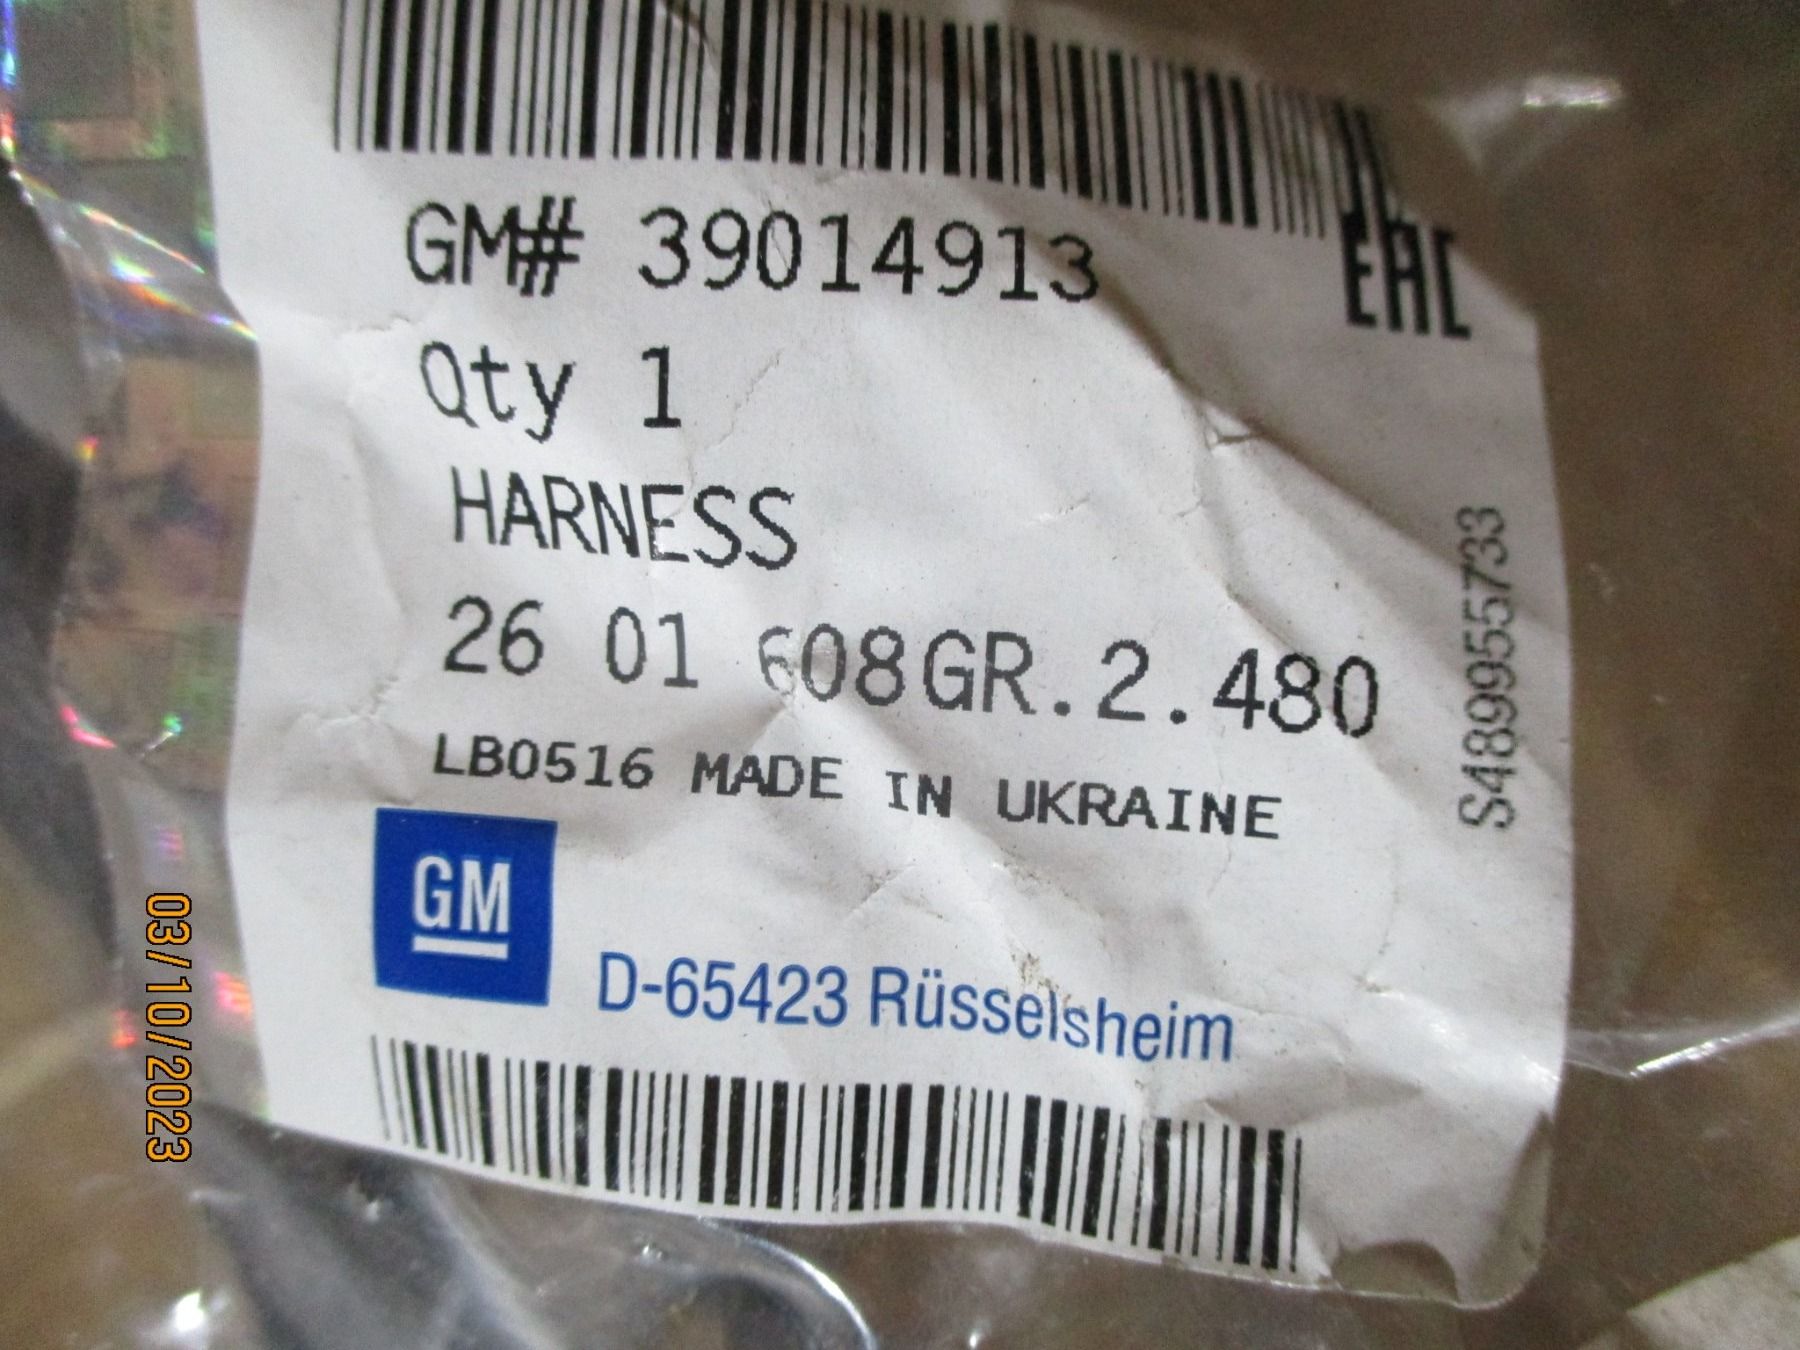 GM# 39014913
EAC
Qty 1
HARNESS
26 01 608GR.2.480
LB0516 MADE IN UKRAINE
S489955733
GM
D-65423 Rüsselsheim
03/10/2023